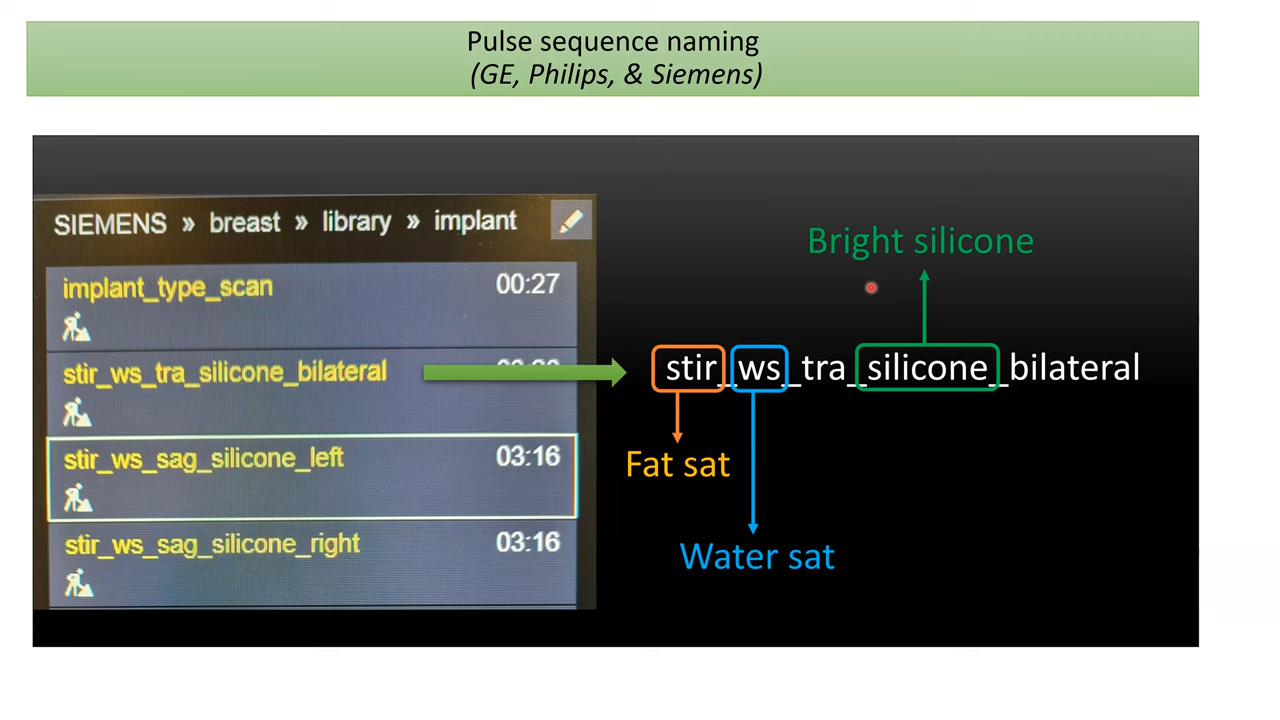 Pulse sequence naming
(GE, Philips, & Siemens)
SIEMENS » breast » library » implant
implant_type_scan 00:27
stir_ws_tra_silicone_bilateral
stir_ws_sag_silicone_left 03:16
stir_ws_sag_silicone_right 03:16
Bright silicone
stir_ws_tra_silicone_bilateral
Fat sat
Water sat